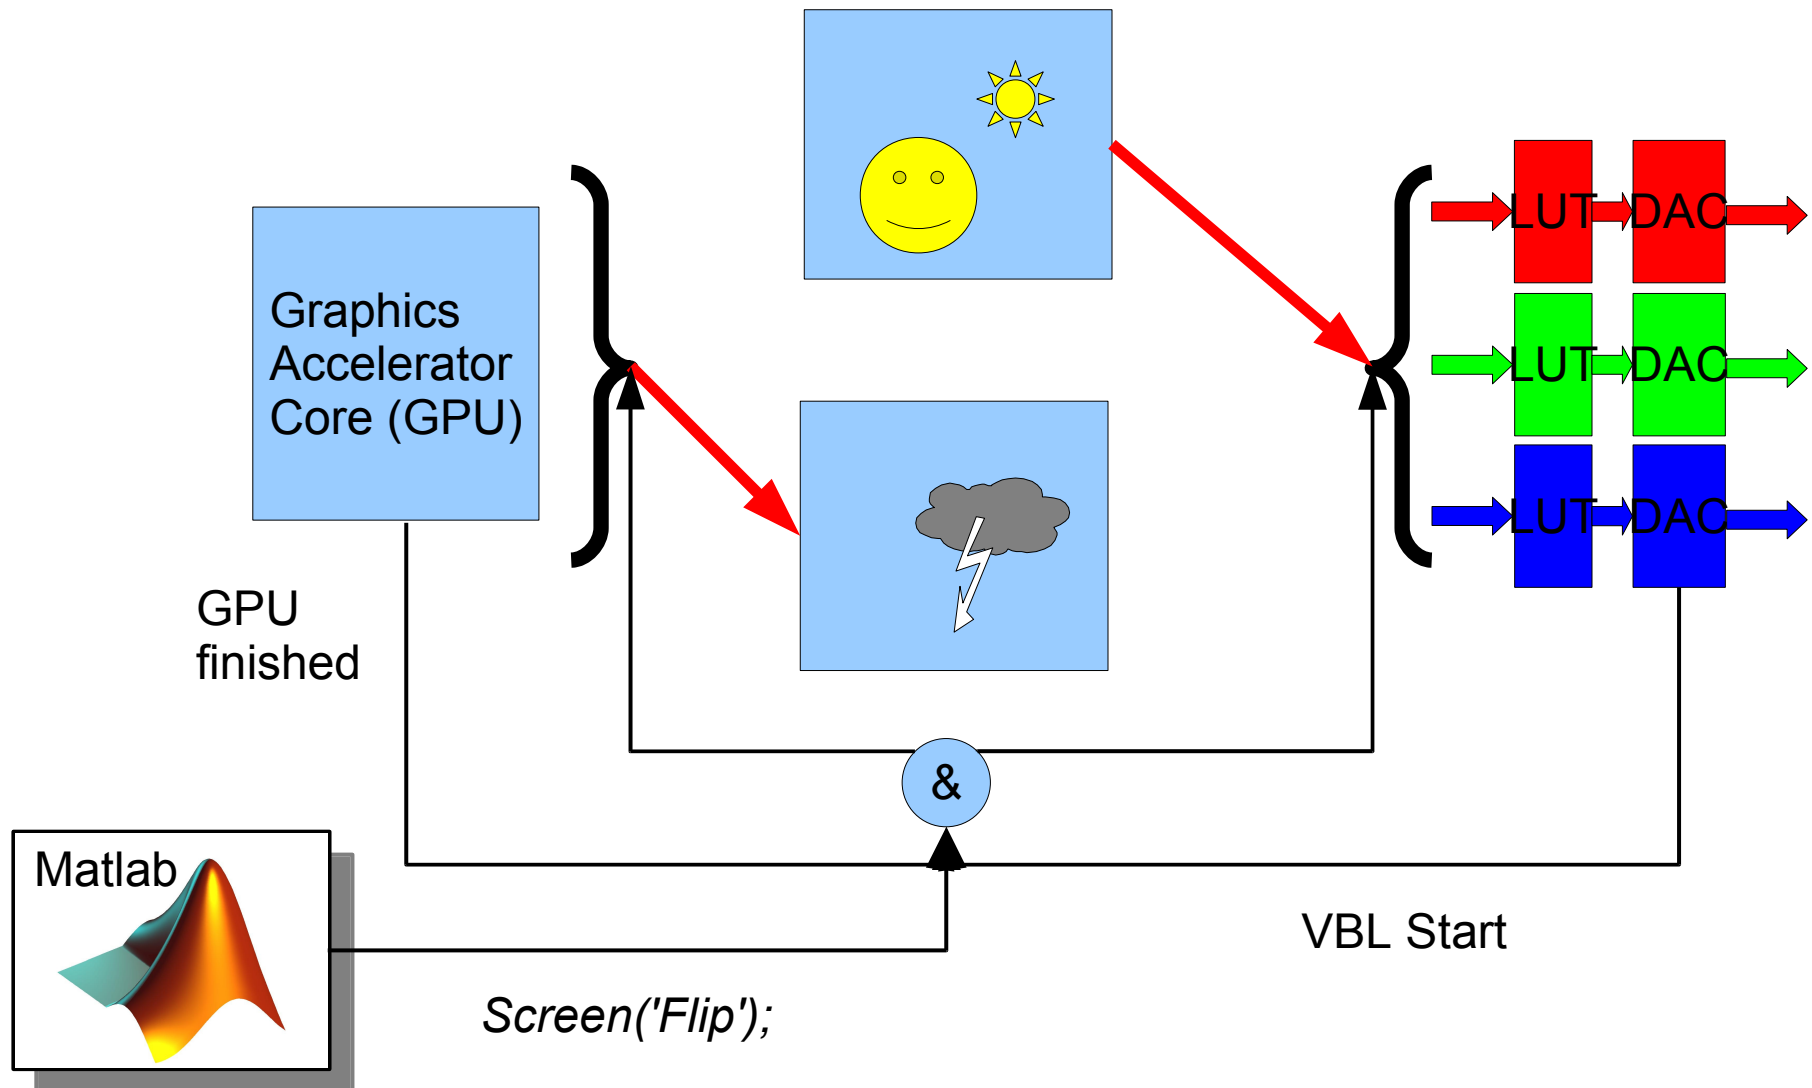 Graphics
Accelerator
Core (GPU)
LUT DAC
LUT DAC
LUT DAC
GPU
finished
&
Matlab
VBL Start
Screen('Flip');